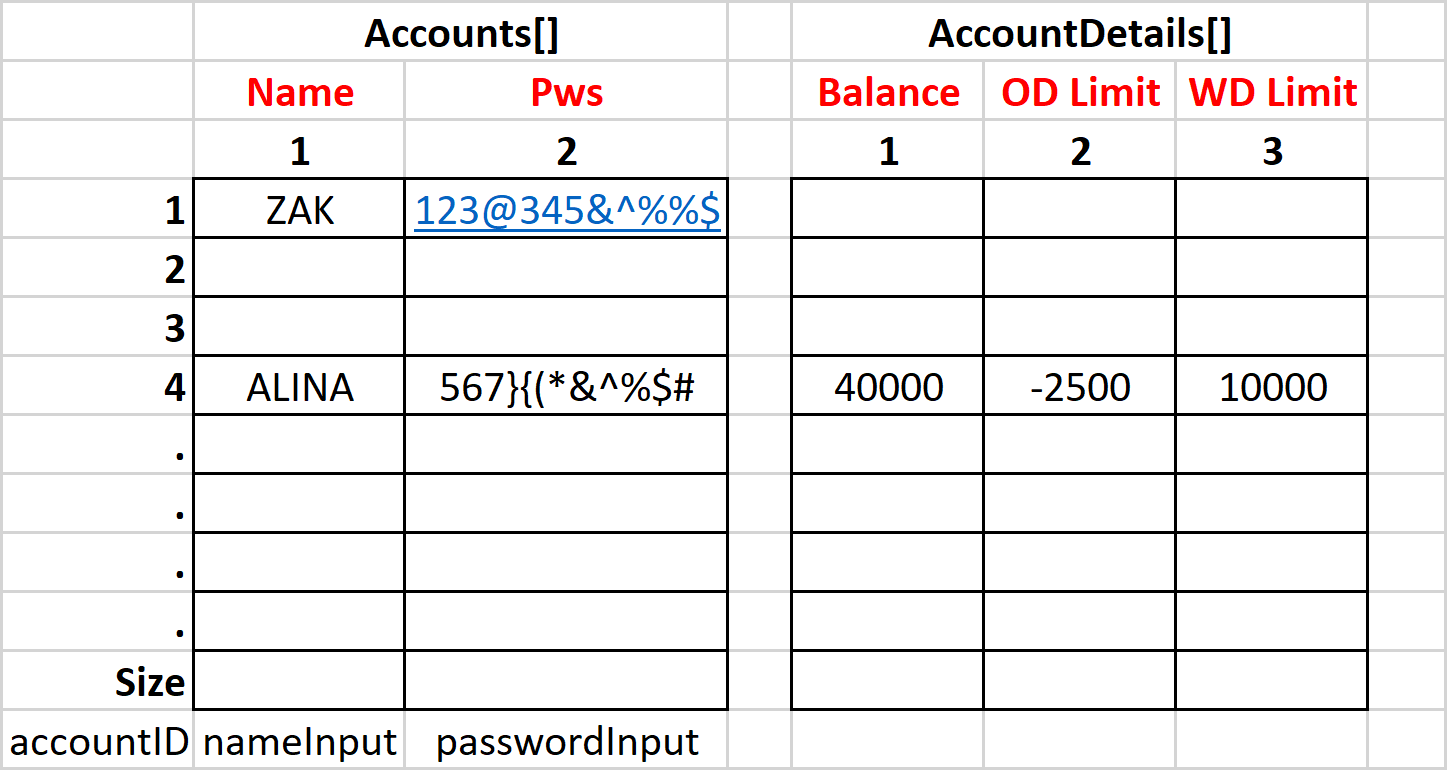 Accounts[] AccountDetails[]
Name Pws Balance OD Limit WD Limit
1 2 1 2 3
1 ZAK 123@345&^%%$
2
3
4 ALINA 567}{(*&^%$# 40000 -2500 10000
.
.
.
.
Size
accountID nameInput passwordInput